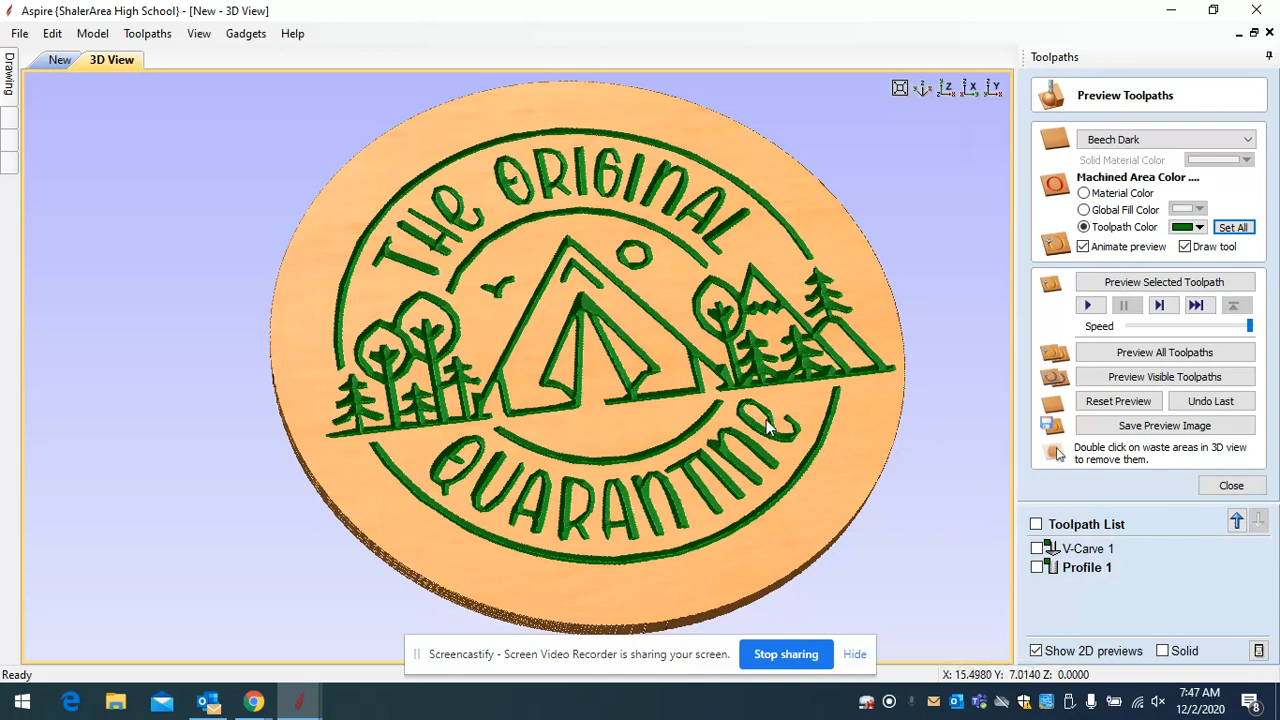 Aspire {ShalerArea High School} - [New - 3D View]
File Edit Model Toolpaths View Gadgets Help
Drawing
New 3D View
Z X Y
THE ORIGINAL
QUARANTINE
Toolpaths
Preview Toolpaths
Beech Dark
Solid Material Color
Machined Area Color ....
Material Color
Global Fill Color
Toolpath Color Set All
Animate preview Draw tool
Preview Selected Toolpath
Speed
Preview All Toolpaths
Preview Visible Toolpaths
Reset Preview Undo Last
Save Preview Image
Double click on waste areas in 3D view
to remove them.
Close
Toolpath List
V-Carve 1
Profile 1
Show 2D previews Solid
Screencastify - Screen Video Recorder is sharing your screen. Stop sharing Hide
Ready X: 15.4980 Y: 7.0140 Z: 0.0000
7:47 AM
12/2/2020
8